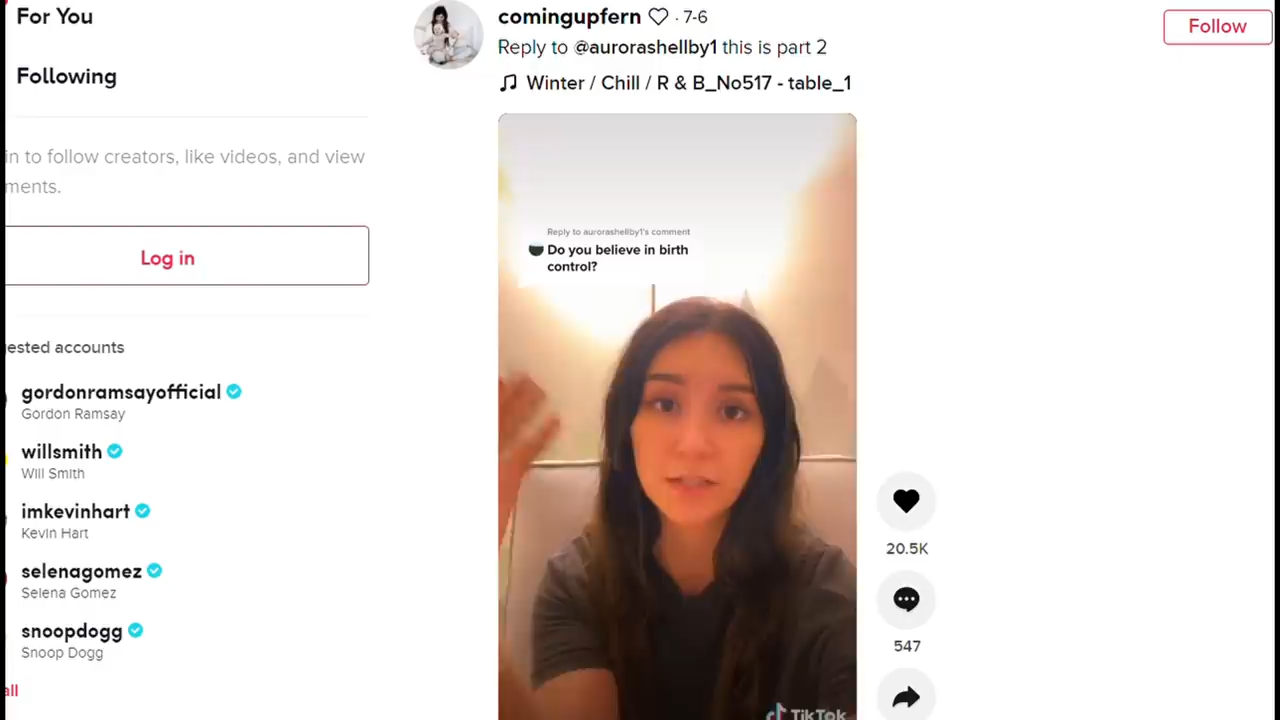 For You
Following
in to follow creators, like videos, and view
ments.
Log in
ested accounts
gordonramsayofficial
Gordon Ramsay
willsmith
Will Smith
imkevinhart
Kevin Hart
selenagomez
Selena Gomez
snoopdogg
Snoop Dogg
all
comingupfern · 7-6
Reply to @aurorashellby1 this is part 2
Winter / Chill / R & B_No517 - table_1
Follow
Reply to aurorashellby1's comment
Do you believe in birth
control?
20.5K
547
TikTok